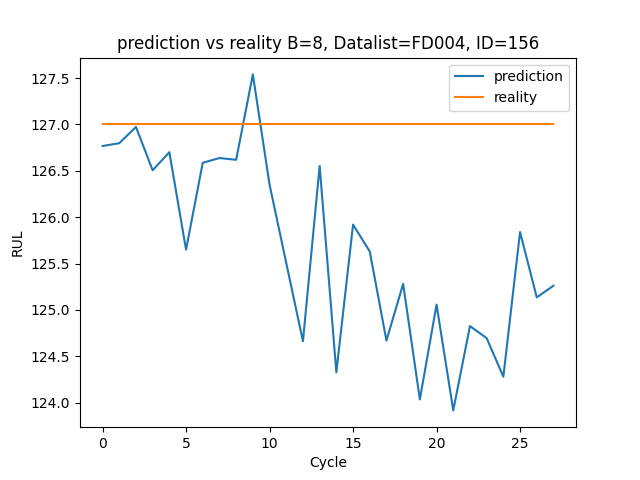 prediction vs reality B=8, Datalist=FD004, ID=156
prediction
reality
127.5
127.0
126.5
126.0
125.5
125.0
124.5
124.0
RUL
0 5 10 15 20 25
Cycle